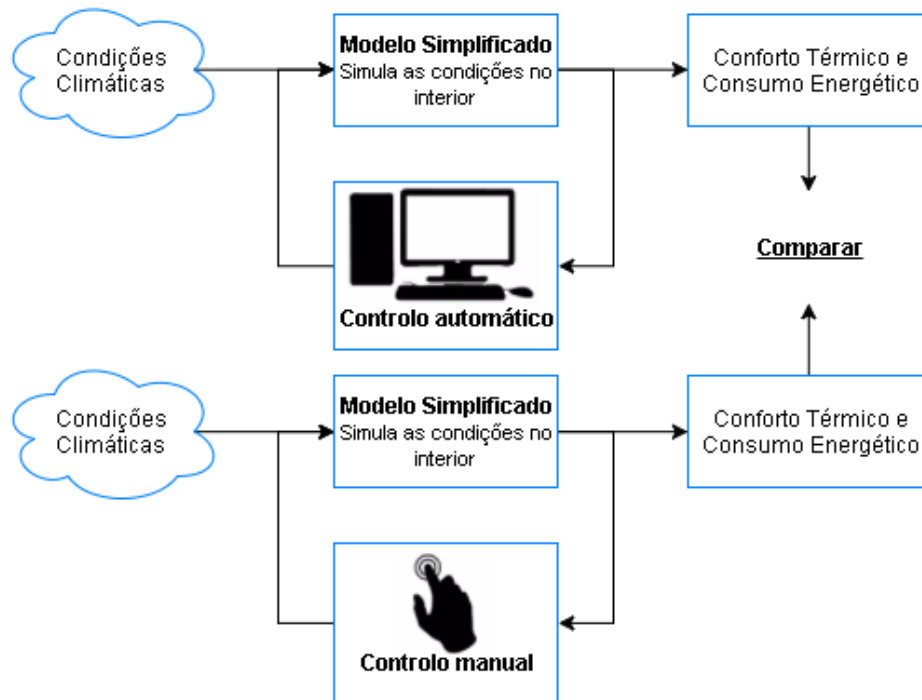 Condições
Climáticas
Modelo Simplificado
Simula as condições no
interior
Conforto Térmico e
Consumo Energético
Controlo automático
Comparar
Condições
Climáticas
Modelo Simplificado
Simula as condições no
interior
Conforto Térmico e
Consumo Energético
Controlo manual